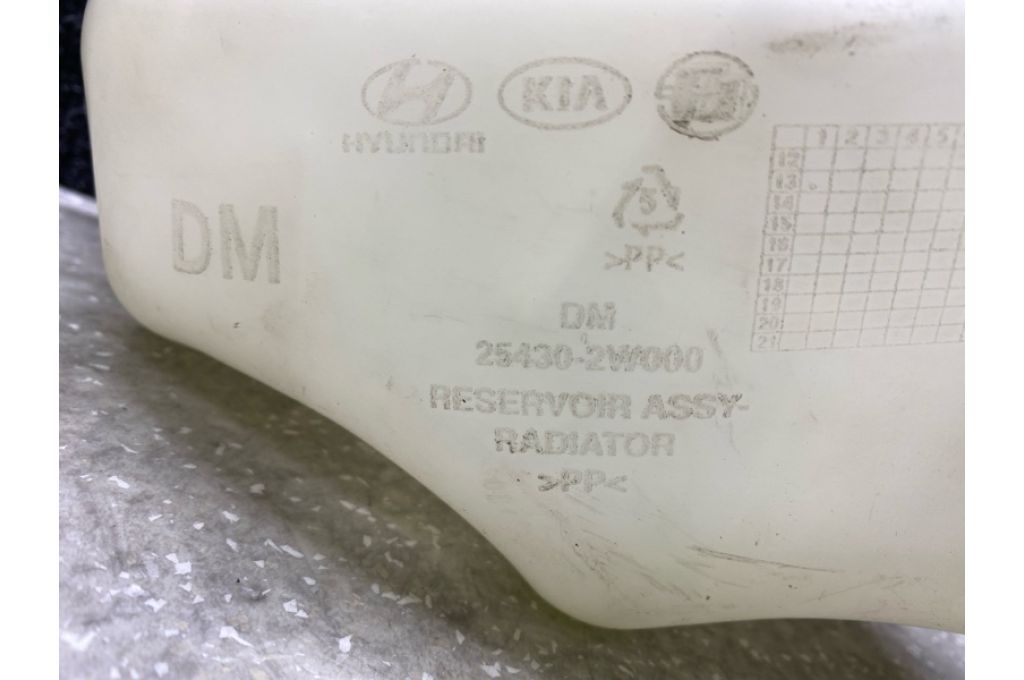 HYUNDAI
KIA
DM
5
>PP<
DM
25430-2W000
RESERVOIR ASSY-
RADIATOR
>PP<
1 2 3 4 5
12
13
14
15
16
17
18
19
20
21